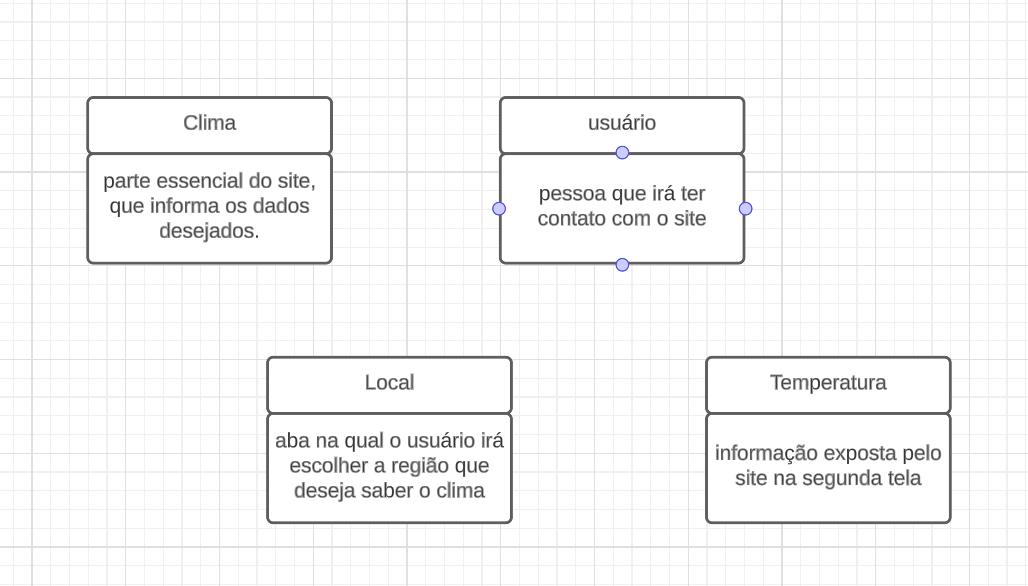 Clima
parte essencial do site,
que informa os dados
desejados.
usuário
pessoa que irá ter
contato com o site
Local
aba na qual o usuário irá
escolher a região que
deseja saber o clima
Temperatura
informação exposta pelo
site na segunda tela